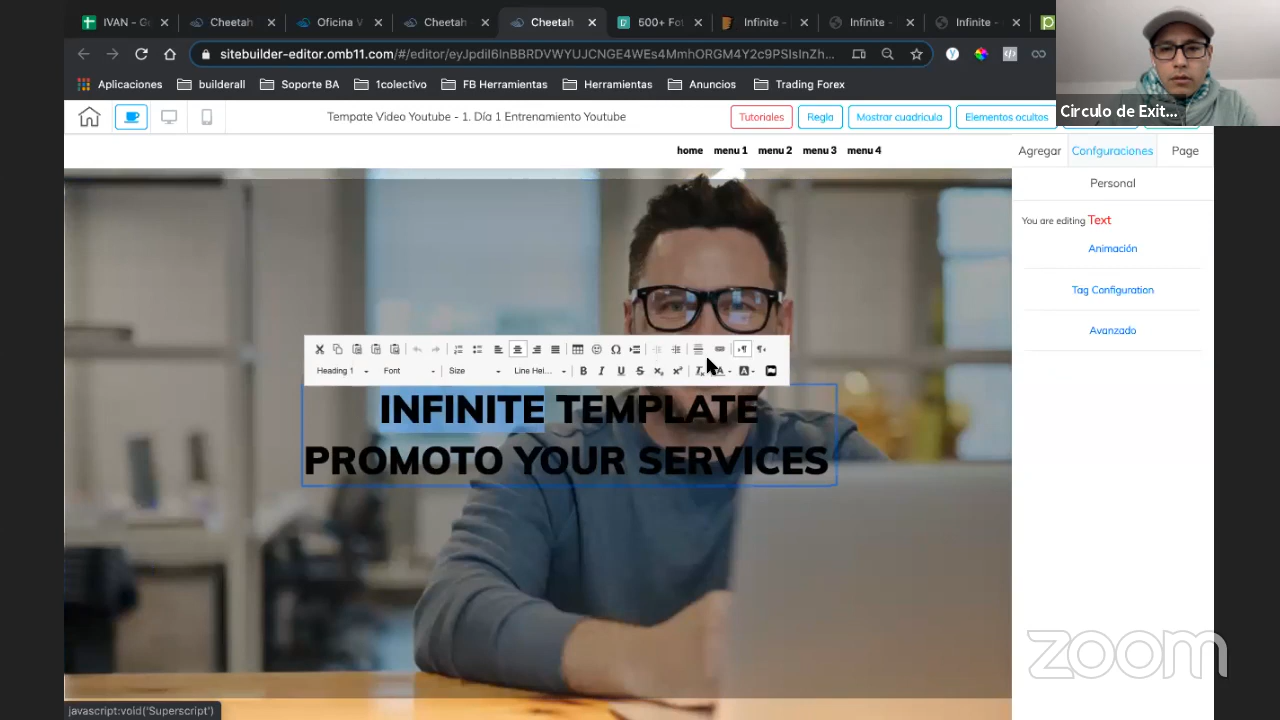 IVAN - G
Cheetah
Oficina V
Cheetah
Cheetah
500+ Fot
Infinite -
Infinite -
Infinite -
sitebuilder-editor.omb11.com/#/editor/eyJpdiI6InBBRDVWYUJCNGE4WEs4MmhORGM4Y2c9PSIsInZh...
Aplicaciones
builderall
Soporte BA
1colectivo
FB Herramientas
Herramientas
Anuncios
Trading Forex
Circulo de Exit...
Tempate Video Youtube - 1. Día 1 Entrenamiento Youtube
Tutoriales
Regla
Mostrar cuadricula
Elementos ocultos
home menu 1 menu 2 menu 3 menu 4
Agregar
Confguraciones
Page
Personal
You are editing Text
Animación
Tag Configuration
Avanzado
Heading 1
Font
Size
Line Hei...
INFINITE TEMPLATE
PROMOTO YOUR SERVICES
zoom
javascript:void('Superscript')